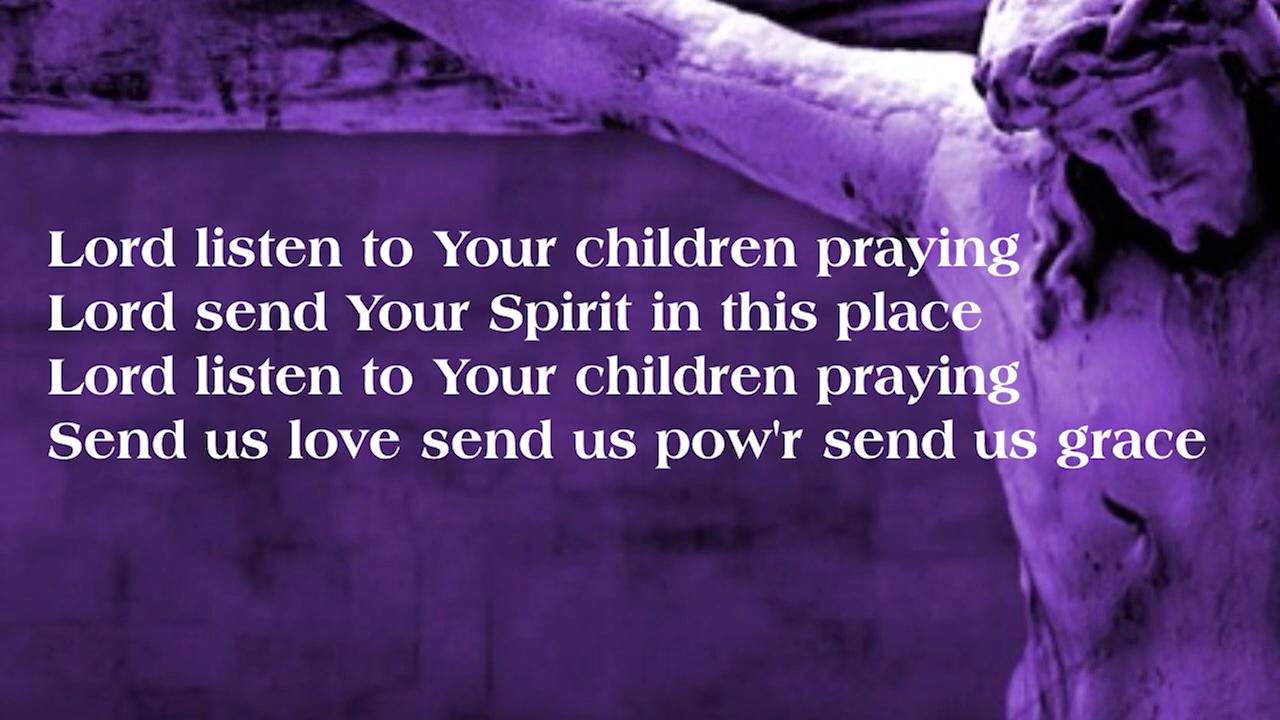 Lord listen to Your children praying
Lord send Your Spirit in this place
Lord listen to Your children praying
Send us love send us pow'r send us grace